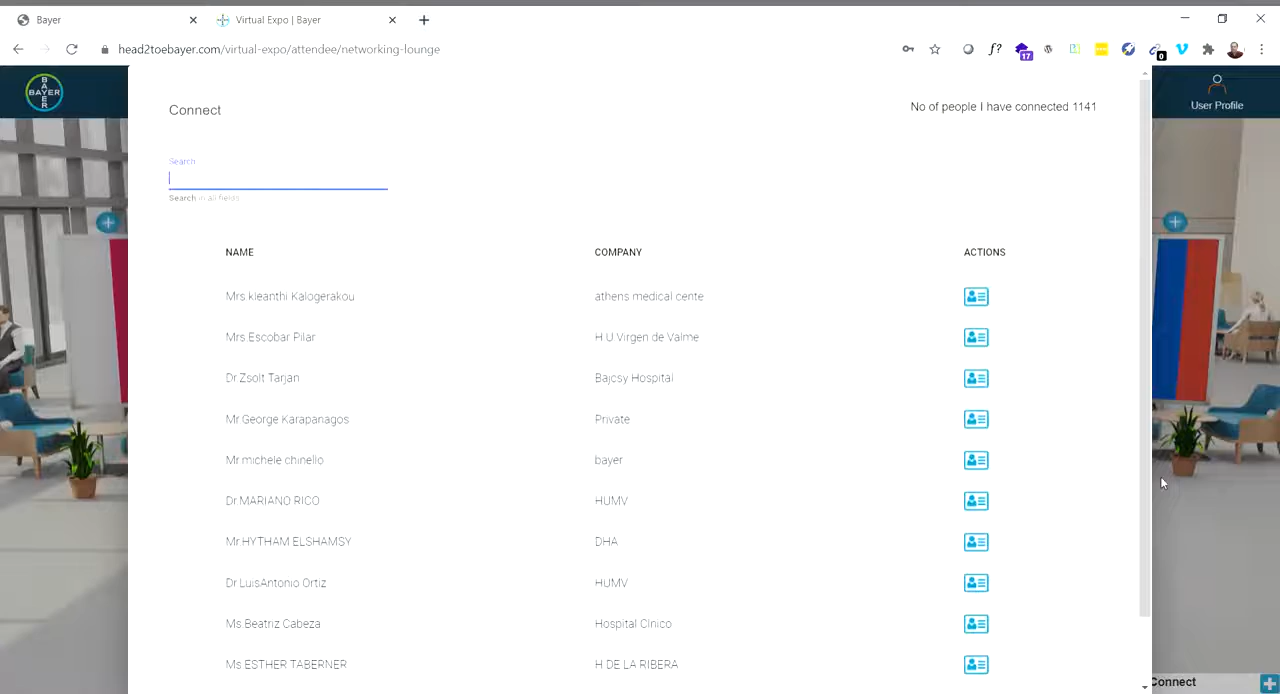 Bayer
Virtual Expo | Bayer
head2toebayer.com/virtual-expo/attendee/networking-lounge
f?
17
0
BAYER
BAYER
User Profile
Connect
No of people I have connected 1141
Search
Search in all fields
NAME COMPANY ACTIONS
Mrs kleanthi Kalogerakou athens medical cente
Mrs.Escobar Pilar H U Virgen de Valme
Dr Zsolt Tarjan Bajcsy Hospital
Mr George Karapanagos Private
Mr michele chinello bayer
Dr MARIANO RICO HUMV
Mr HYTHAM ELSHAMSY DHA
Dr LuisAntonio Ortiz HUMV
Ms Beatriz Cabeza Hospital Clnico
Ms ESTHER TABERNER H DE LA RIBERA
Connect